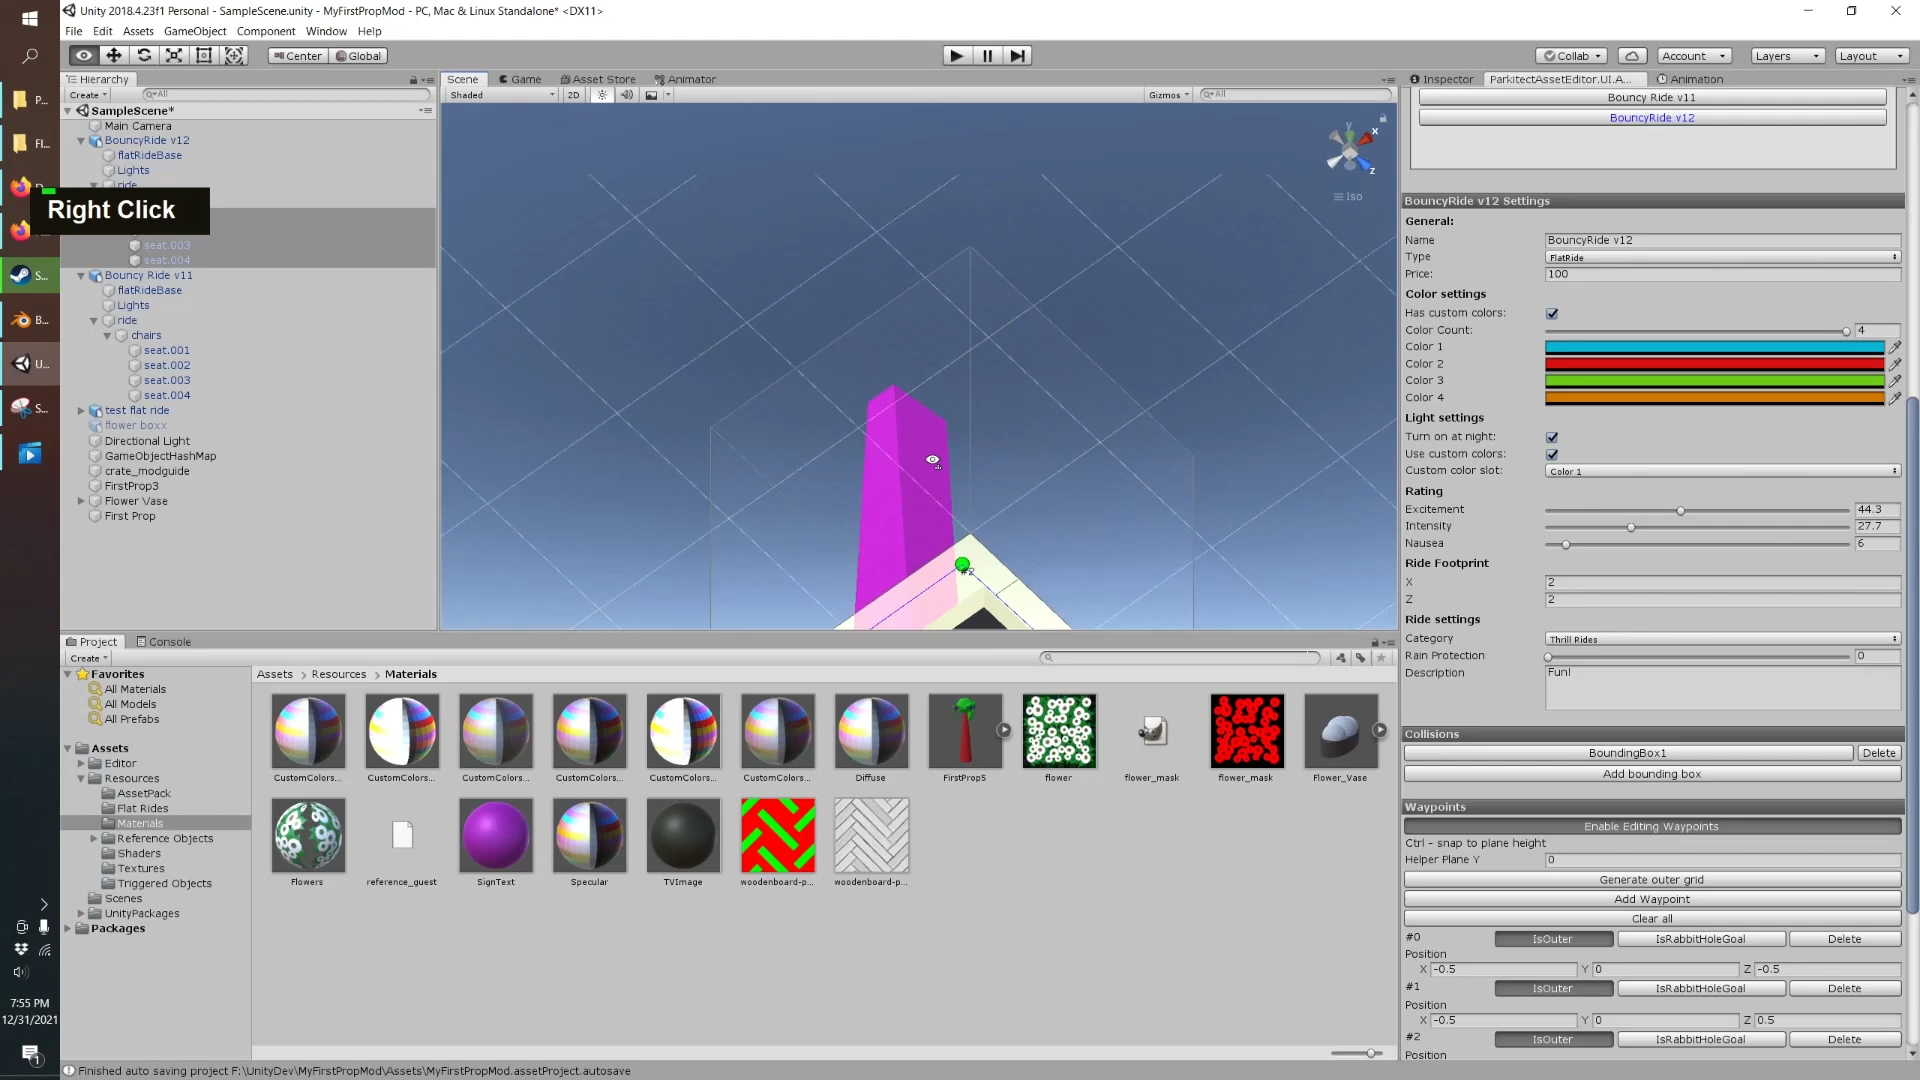 Unity 2018.4.23f1 Personal - SampleScene.unity - MyFirstPropMod - PC, Mac & Linux Standalone* <DX11>
File Edit Assets GameObject Component Window Help
Center Global Collab Account Layers Layout
Hierarchy
Create All
SampleScene*
Main Camera
BouncyRide v12
flatRideBase
Lights
ride
Right Click
seat.003
seat.004
Bouncy Ride v11
flatRideBase
Lights
ride
chairs
seat.001
seat.002
seat.003
seat.004
test flat ride
flower boxx
Directional Light
GameObjectHashMap
crate_modguide
FirstProp3
Flower Vase
First Prop
P...
Fl...
S...
B...
U...
S...
7:55 PM
12/31/2021
1
Scene Game Asset Store Animator
Shaded 2D Gizmos All
y
x
z
Iso
#2
Inspector ParkitectAssetEditor.UI.A... Animation
Bouncy Ride v11
BouncyRide v12
BouncyRide v12 Settings
General:
Name BouncyRide v12
Type FlatRide
Price: 100
Color settings
Has custom colors:
Color Count: 4
Color 1
Color 2
Color 3
Color 4
Light settings
Turn on at night:
Use custom colors:
Custom color slot: Color 1
Rating
Excitement 44.3
Intensity 27.7
Nausea 6
Ride Footprint
X 2
Z 2
Ride settings
Category Thrill Rides
Rain Protection 0
Description Fun!
Collisions
BoundingBox1 Delete
Add bounding box
Waypoints
Enable Editing Waypoints
Ctrl - snap to plane height
Helper Plane Y 0
Generate outer grid
Add Waypoint
Clear all
#0 IsOuter IsRabbitHoleGoal Delete
Position
X -0.5 Y 0 Z -0.5
#1 IsOuter IsRabbitHoleGoal Delete
Position
X -0.5 Y 0 Z 0.5
#2 IsOuter IsRabbitHoleGoal Delete
Position
Project Console
Create
Favorites
All Materials
All Models
All Prefabs
Assets
Editor
Resources
AssetPack
Flat Rides
Materials
Reference Objects
Shaders
Textures
Triggered Objects
Scenes
UnityPackages
Packages
Assets Resources Materials
CustomColors... CustomColors... CustomColors... CustomColors... CustomColors... CustomColors... Diffuse FirstProp5 flower flower_mask flower_mask Flower_Vase
Flowers reference_guest SignText Specular TVImage woodenboard-p... woodenboard-p...
Finished auto saving project F:\UnityDev\MyFirstPropMod\Assets\MyFirstPropMod.assetProject.autosave